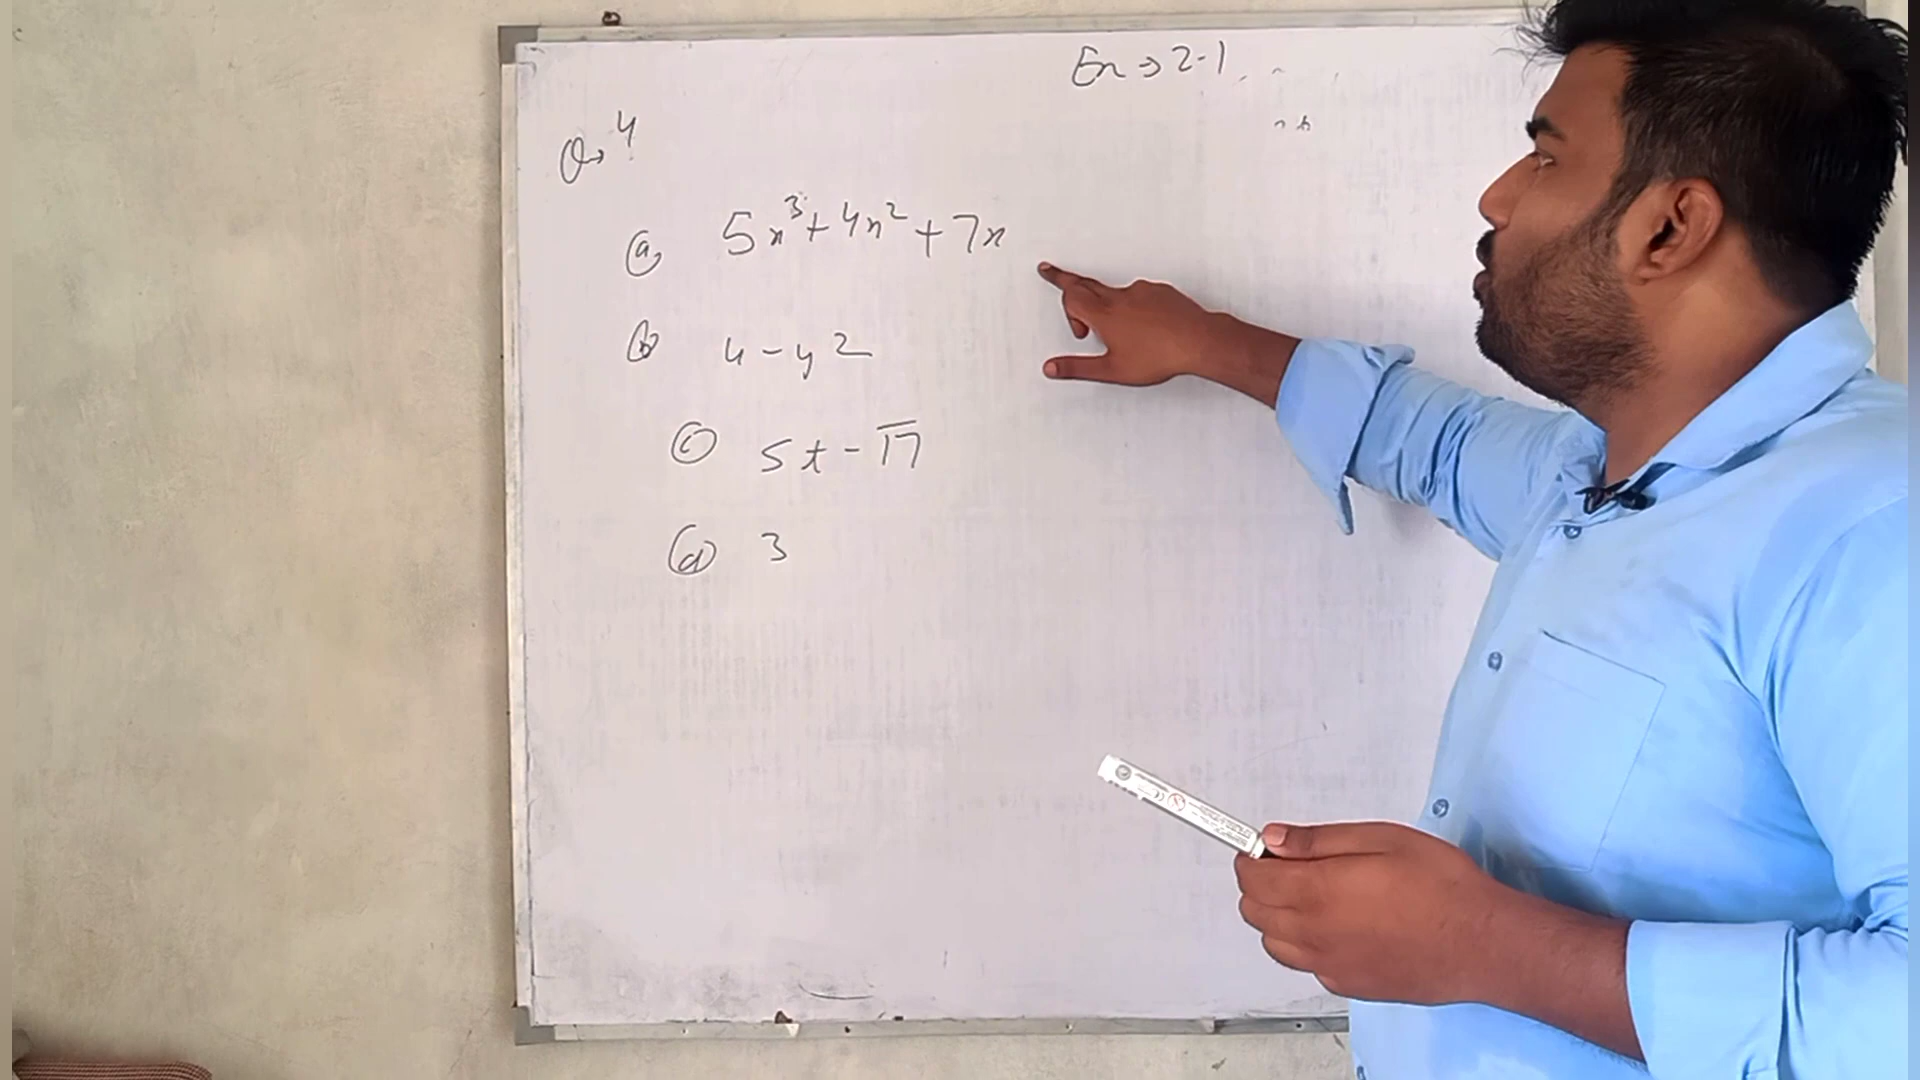 Ex → 2.1
Q → 4
(a) 5x³ + 4x² + 7x
(b) 4 - y2
(c) 5t - √7
(d) 3